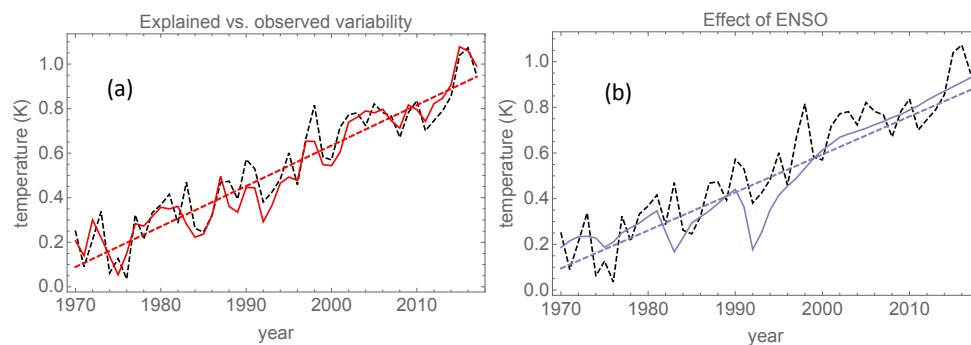 Explained vs. observed variability
(a)
temperature (K)
1.0
0.8
0.6
0.4
0.2
0.0
1970 1980 1990 2000 2010
year
Effect of ENSO
(b)
temperature (K)
1.0
0.8
0.6
0.4
0.2
0.0
1970 1980 1990 2000 2010
year